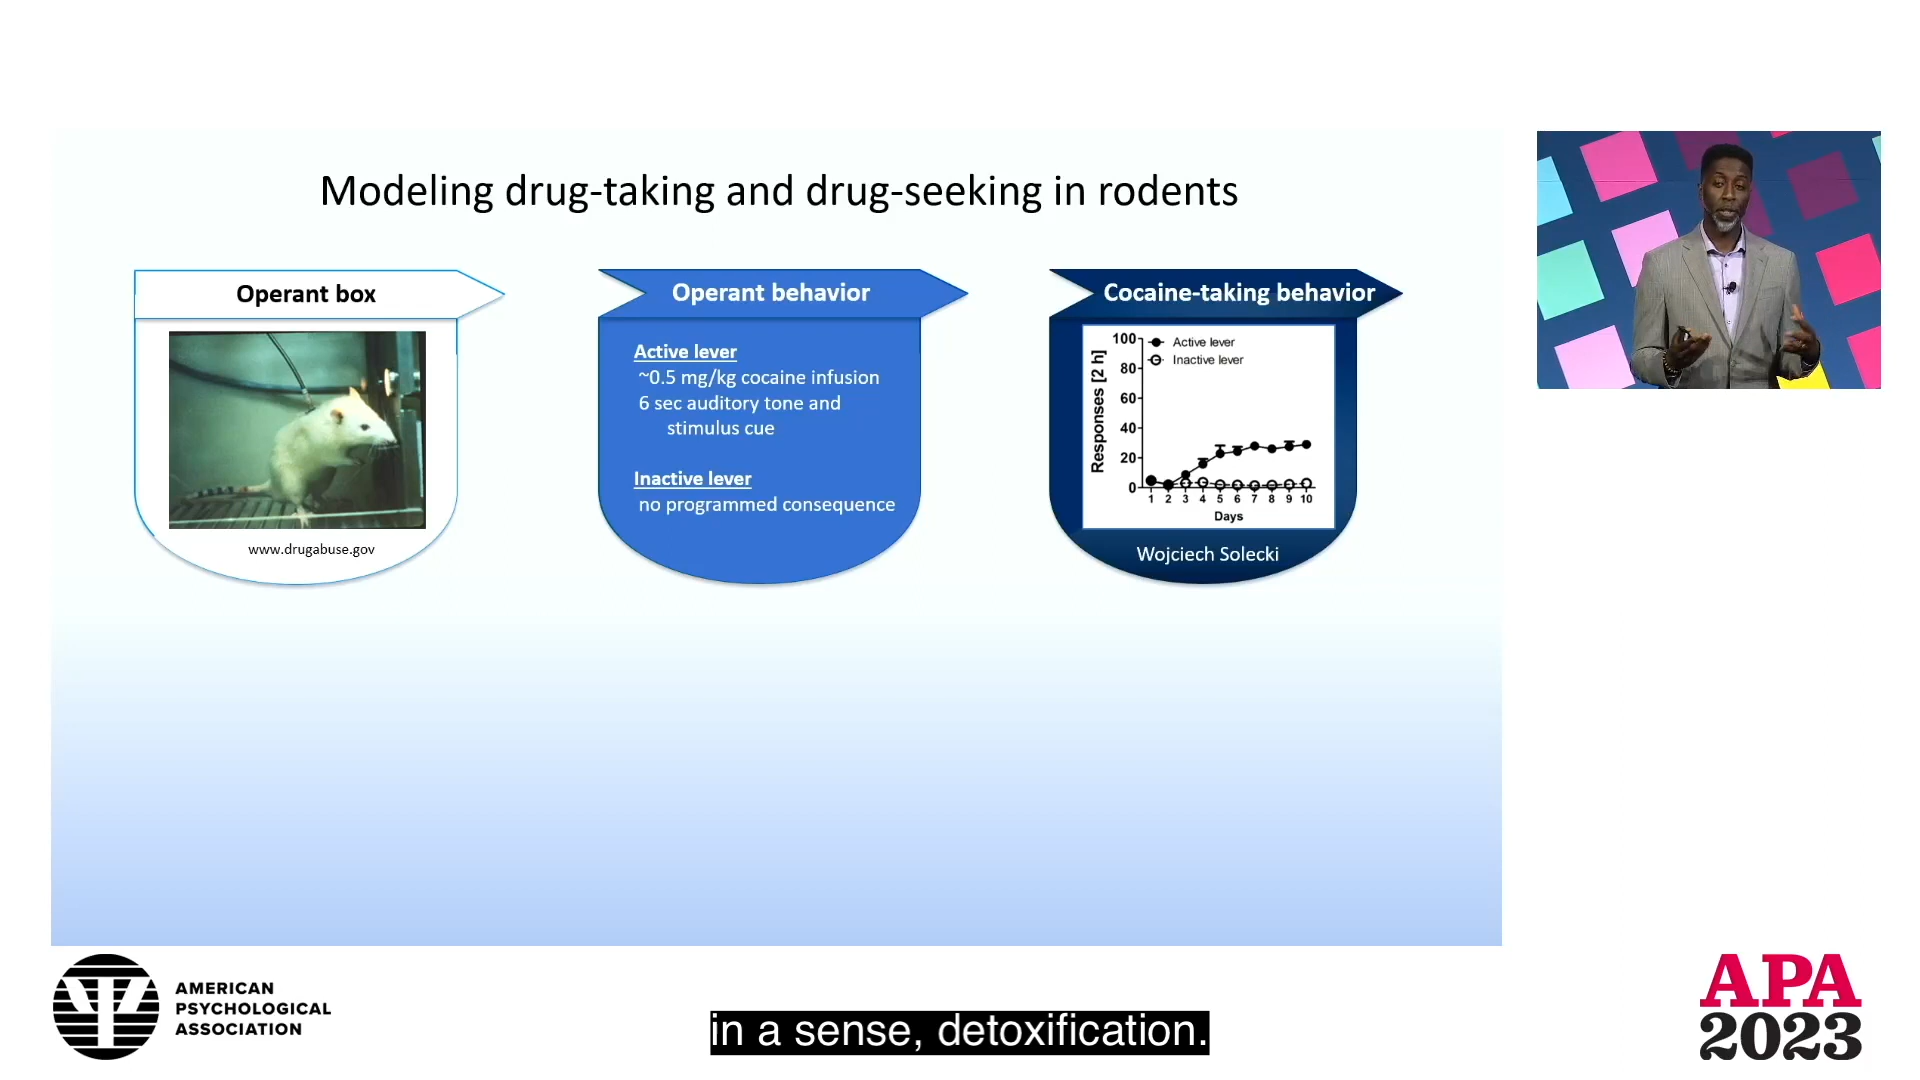 Modeling drug-taking and drug-seeking in rodents
Operant box
www.drugabuse.gov
Operant behavior
Active lever
~0.5 mg/kg cocaine infusion
6 sec auditory tone and
stimulus cue
Inactive lever
no programmed consequence
Cocaine-taking behavior
Responses [2 h]
100
80
60
40
20
0
Active lever
Inactive lever
1 2 3 4 5 6 7 8 9 10
Days
Wojciech Solecki
AMERICAN
PSYCHOLOGICAL
ASSOCIATION
in a sense, detoxification.
APA
2023